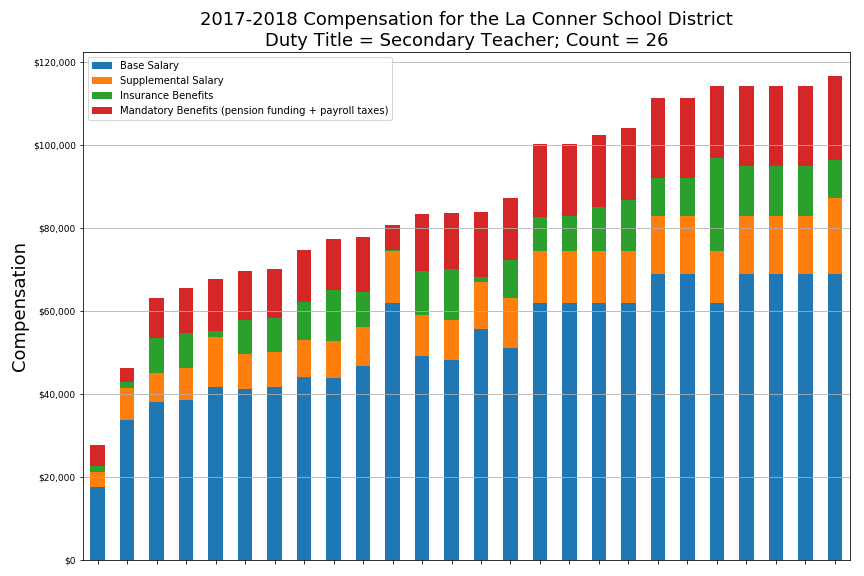 2017-2018 Compensation for the La Conner School District
Duty Title = Secondary Teacher; Count = 26
Base Salary
Supplemental Salary
Insurance Benefits
Mandatory Benefits (pension funding + payroll taxes)
Compensation
$120,000
$100,000
$80,000
$60,000
$40,000
$20,000
$0